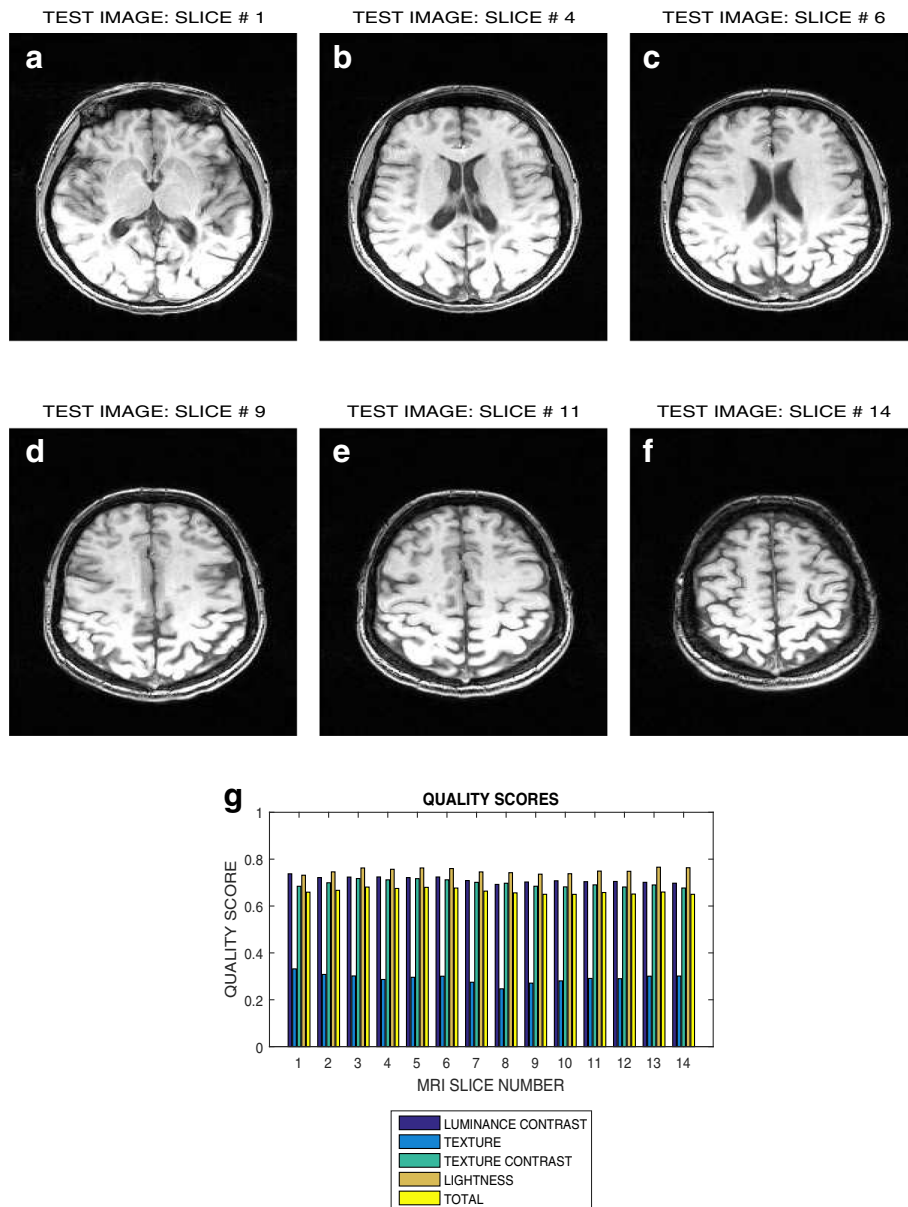 TEST IMAGE: SLICE # 1
TEST IMAGE: SLICE # 4
TEST IMAGE: SLICE # 6
a
b
c
TEST IMAGE: SLICE # 9
TEST IMAGE: SLICE # 11
TEST IMAGE: SLICE # 14
d
e
f
g
QUALITY SCORES
1
0.8
0.6
0.4
0.2
0
QUALITY SCORE
1 2 3 4 5 6 7 8 9 10 11 12 13 14
MRI SLICE NUMBER
LUMINANCE CONTRAST
TEXTURE
TEXTURE CONTRAST
LIGHTNESS
TOTAL